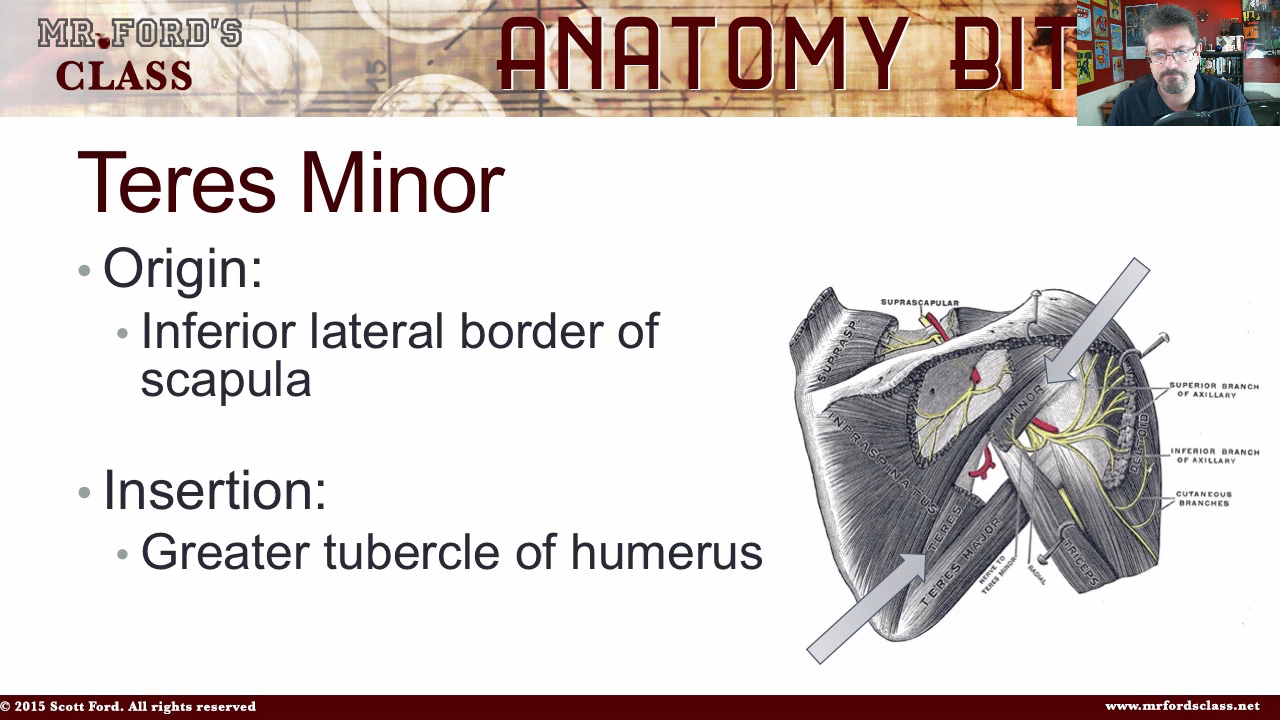 MR. FORD'S
CLASS
ANATOMY BIT
Teres Minor
• Origin:
• Inferior lateral border of
scapula
• Insertion:
• Greater tubercle of humerus
SUPRASCAPULAR
SUPRASP.
INFRASPINATUS
MINOR
TERES
TERES MAJOR
NERVE TO
TERES MINOR
RADIAL
TRICEPS
DELTOID
SUPERIOR BRANCH
OF AXILLARY
INFERIOR BRANCH
OF AXILLARY
CUTANEOUS
BRANCHES
© 2015 Scott Ford. All rights reserved
www.mrfordsclass.net